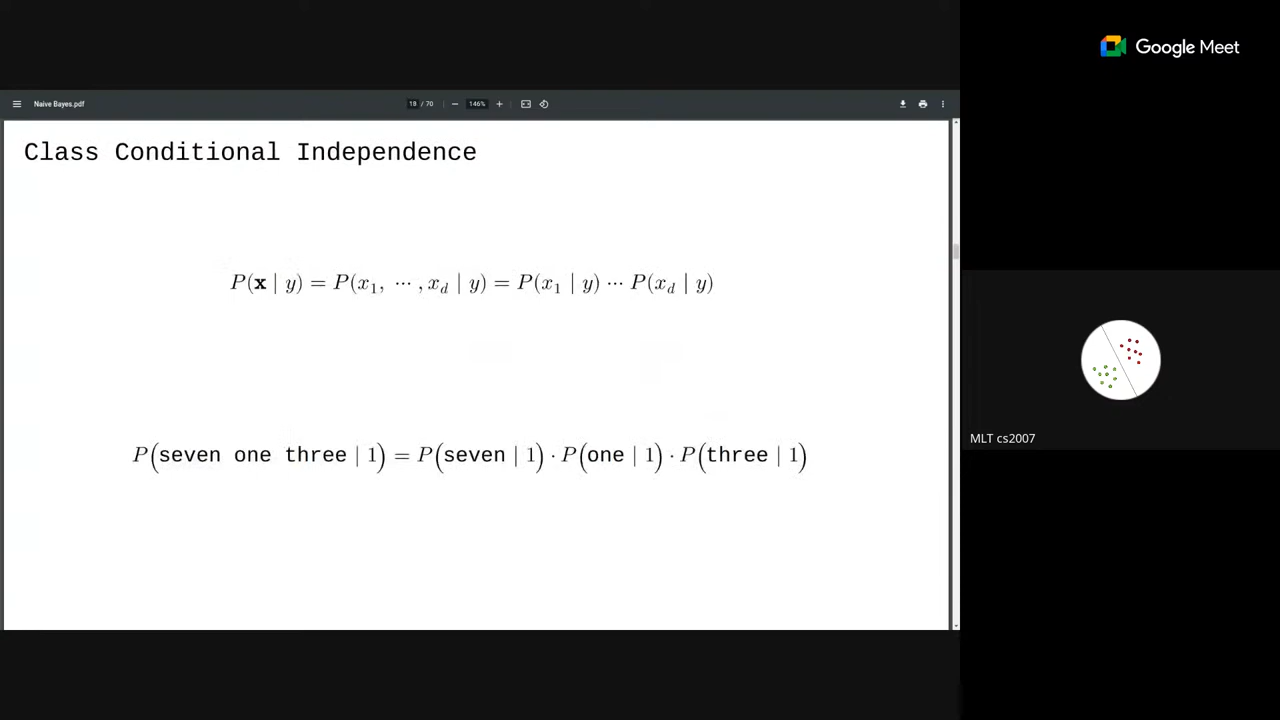 Google Meet
Naive Bayes.pdf 18 / 70 146%
Class Conditional Independence
P(x | y) = P(x₁, ⋯ , x_d | y) = P(x₁ | y) ⋯ P(x_d | y)
P(seven one three | 1) = P(seven | 1) · P(one | 1) · P(three | 1)
MLT cs2007